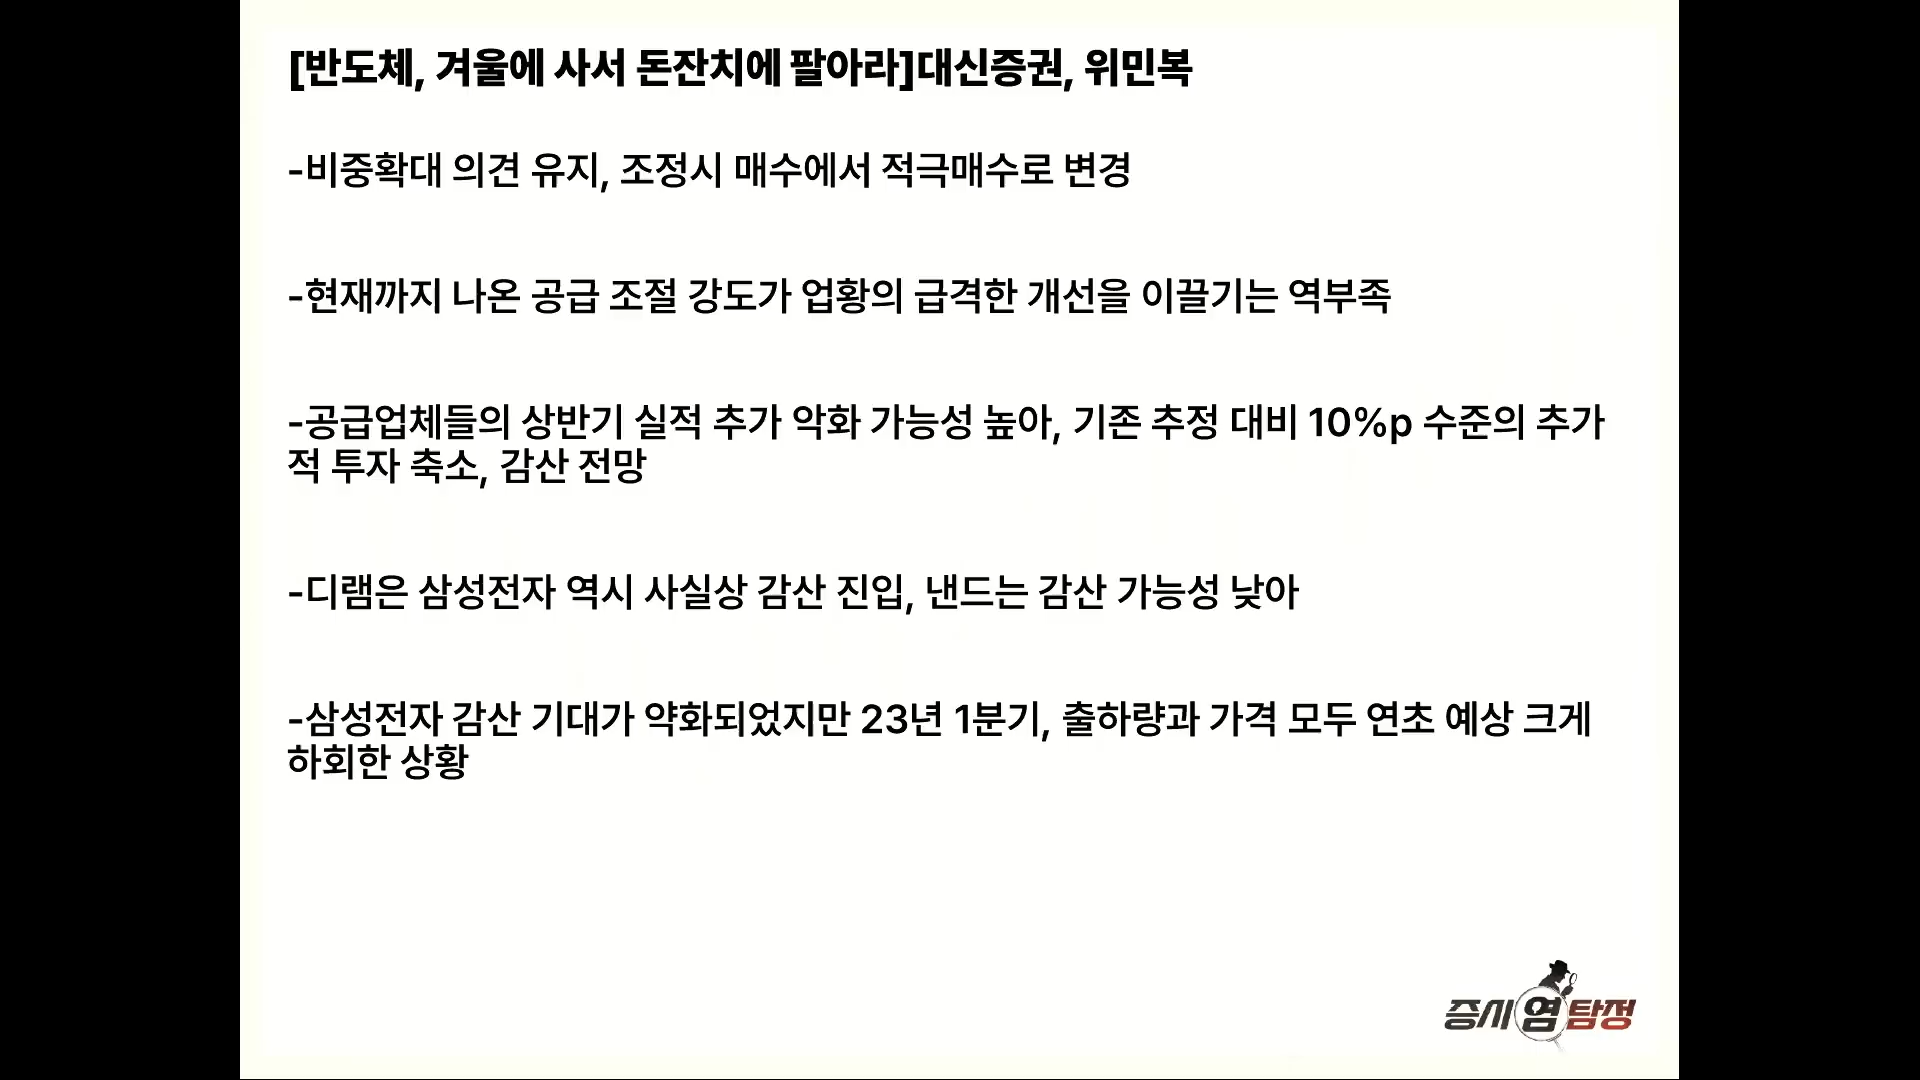 [반도체, 겨울에 사서 돈잔치에 팔아라]대신증권, 위민복
-비중확대 의견 유지, 조정시 매수에서 적극매수로 변경
-현재까지 나온 공급 조절 강도가 업황의 급격한 개선을 이끌기는 역부족
-공급업체들의 상반기 실적 추가 악화 가능성 높아, 기존 추정 대비 10%p 수준의 추가
적 투자 축소, 감산 전망
-디램은 삼성전자 역시 사실상 감산 진입, 낸드는 감산 가능성 낮아
-삼성전자 감산 기대가 약화되었지만 23년 1분기, 출하량과 가격 모두 연초 예상 크게
하회한 상황
증시염탐정